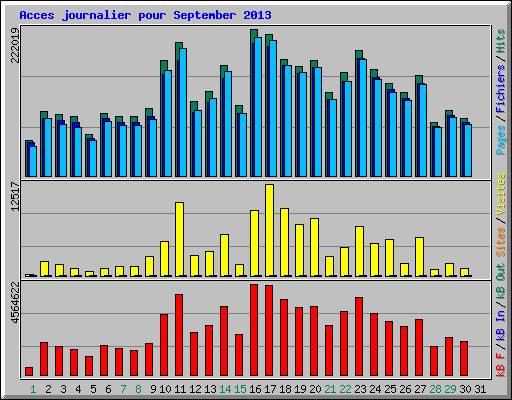 Acces journalier pour September 2013
222019
Pages / Fichiers / Hits
12517
Visites / Sites
4564622
kB F / kB In / kB Out
1 2 3 4 5 6 7 8 9 10 11 12 13 14 15 16 17 18 19 20 21 22 23 24 25 26 27 28 29 30 31